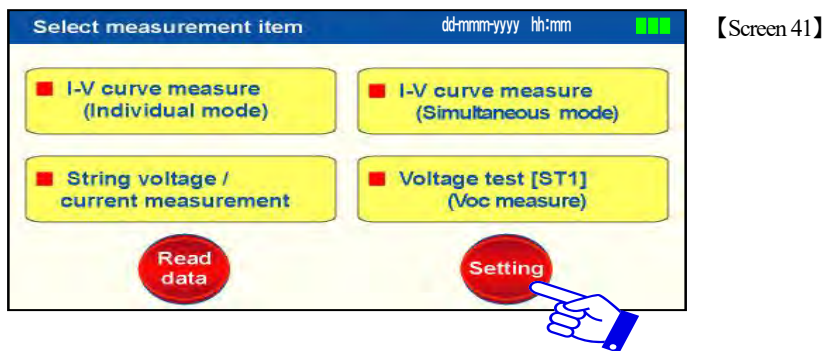 Select measurement item dd-mmm-yyyy hh:mm 【Screen 41】
I-V curve measure
(Individual mode)
I-V curve measure
(Simultaneous mode)
String voltage /
current measurement
Voltage test [ST1]
(Voc measure)
Read
data
Setting